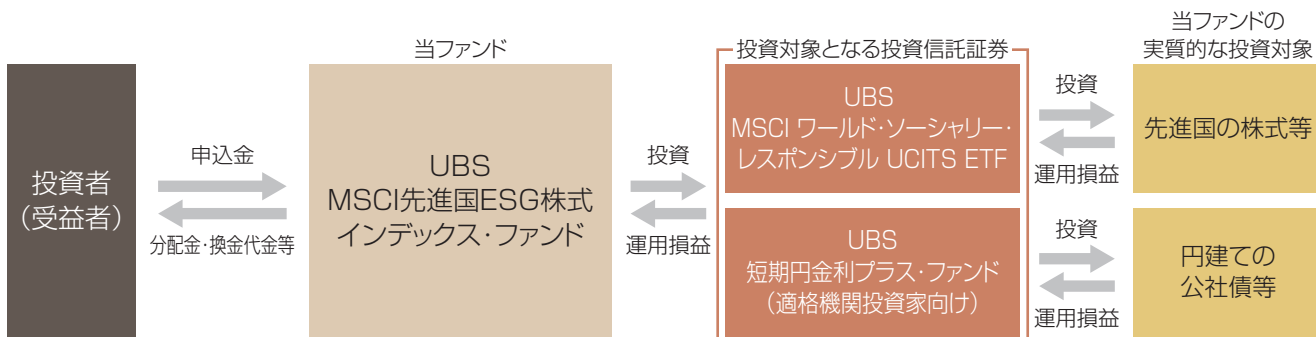 投資者
（受益者）
申込金
分配金・換金代金等
当ファンド
UBS
MSCI先進国ESG株式
インデックス・ファンド
投資
運用損益
投資対象となる投資信託証券
UBS
MSCI ワールド・ソーシャリー・
レスポンシブル UCITS ETF
UBS
短期円金利プラス・ファンド
（適格機関投資家向け）
投資
運用損益
投資
運用損益
当ファンドの
実質的な投資対象
先進国の株式等
円建ての
公社債等